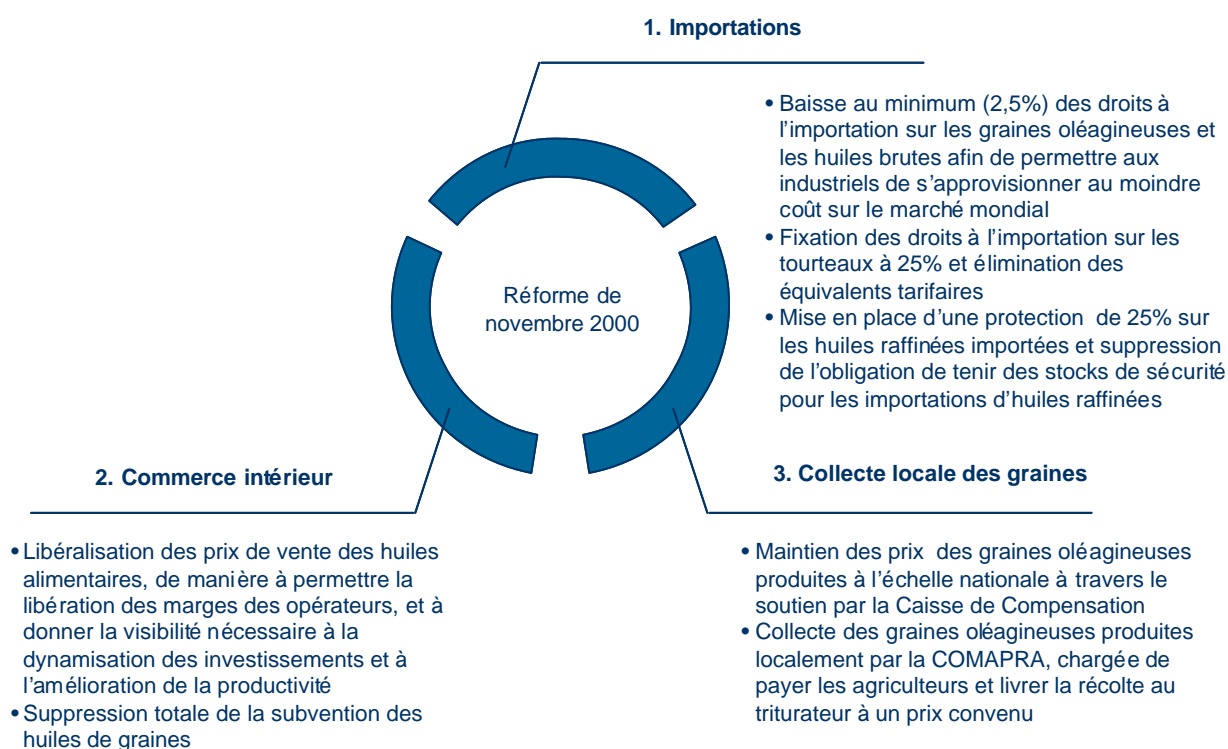 1. Importations
• Baisse au minimum (2,5%) des droits à
l'importation sur les graines oléagineuses et
les huiles brutes afin de permettre aux
industriels de s'approvisionner au moindre
coût sur le marché mondial
• Fixation des droits à l'importation sur les
tourteaux à 25% et élimination des
équivalents tarifaires
• Mise en place d'une protection de 25% sur
les huiles raffinées importées et suppression
de l'obligation de tenir des stocks de sécurité
pour les importations d'huiles raffinées
Réforme de
novembre 2000
2. Commerce intérieur
• Libéralisation des prix de vente des huiles
alimentaires, de manière à permettre la
libération des marges des opérateurs, et à
donner la visibilité nécessaire à la
dynamisation des investissements et à
l'amélioration de la productivité
• Suppression totale de la subvention des
huiles de graines
3. Collecte locale des graines
• Maintien des prix des graines oléagineuses
produites à l'échelle nationale à travers le
soutien par la Caisse de Compensation
• Collecte des graines oléagineuses produites
localement par la COMAPRA, chargée de
payer les agriculteurs et livrer la récolte au
triturateur à un prix convenu